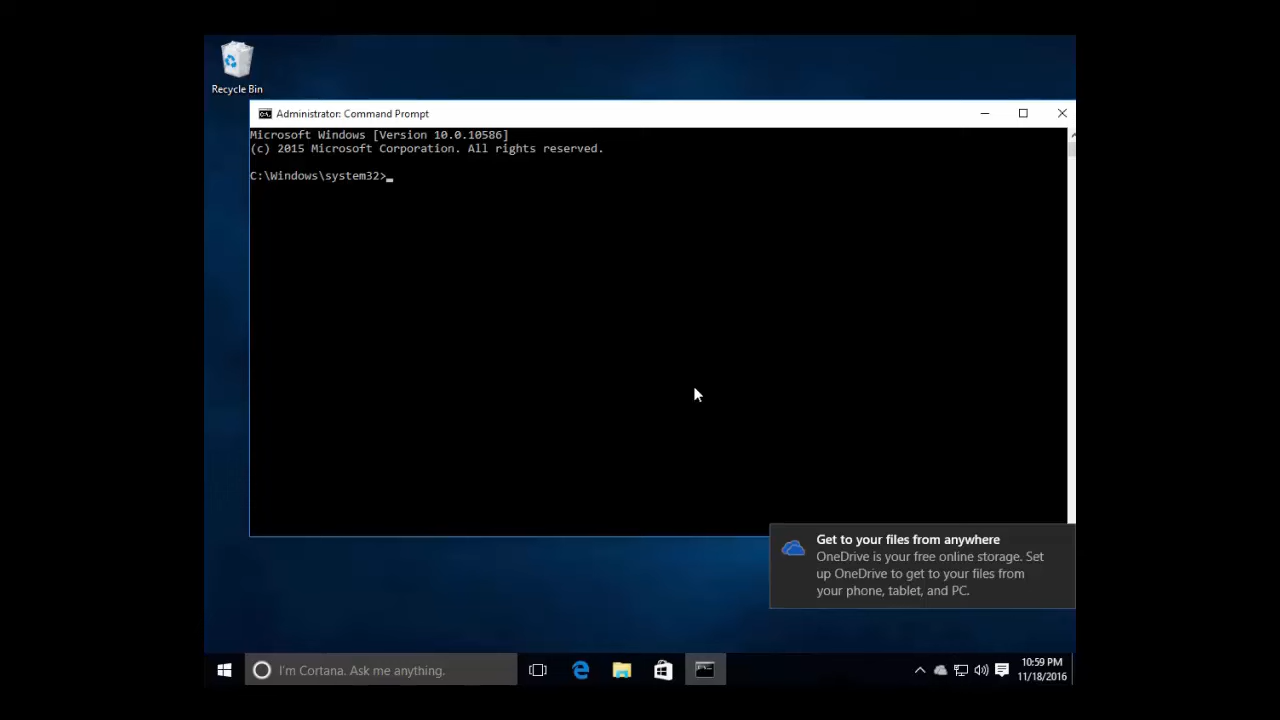 Recycle Bin
Administrator: Command Prompt
Microsoft Windows [Version 10.0.10586]
(c) 2015 Microsoft Corporation. All rights reserved.
C:\Windows\system32>_
Get to your files from anywhere
OneDrive is your free online storage. Set
up OneDrive to get to your files from
your phone, tablet, and PC.
I'm Cortana. Ask me anything.
10:59 PM
11/18/2016